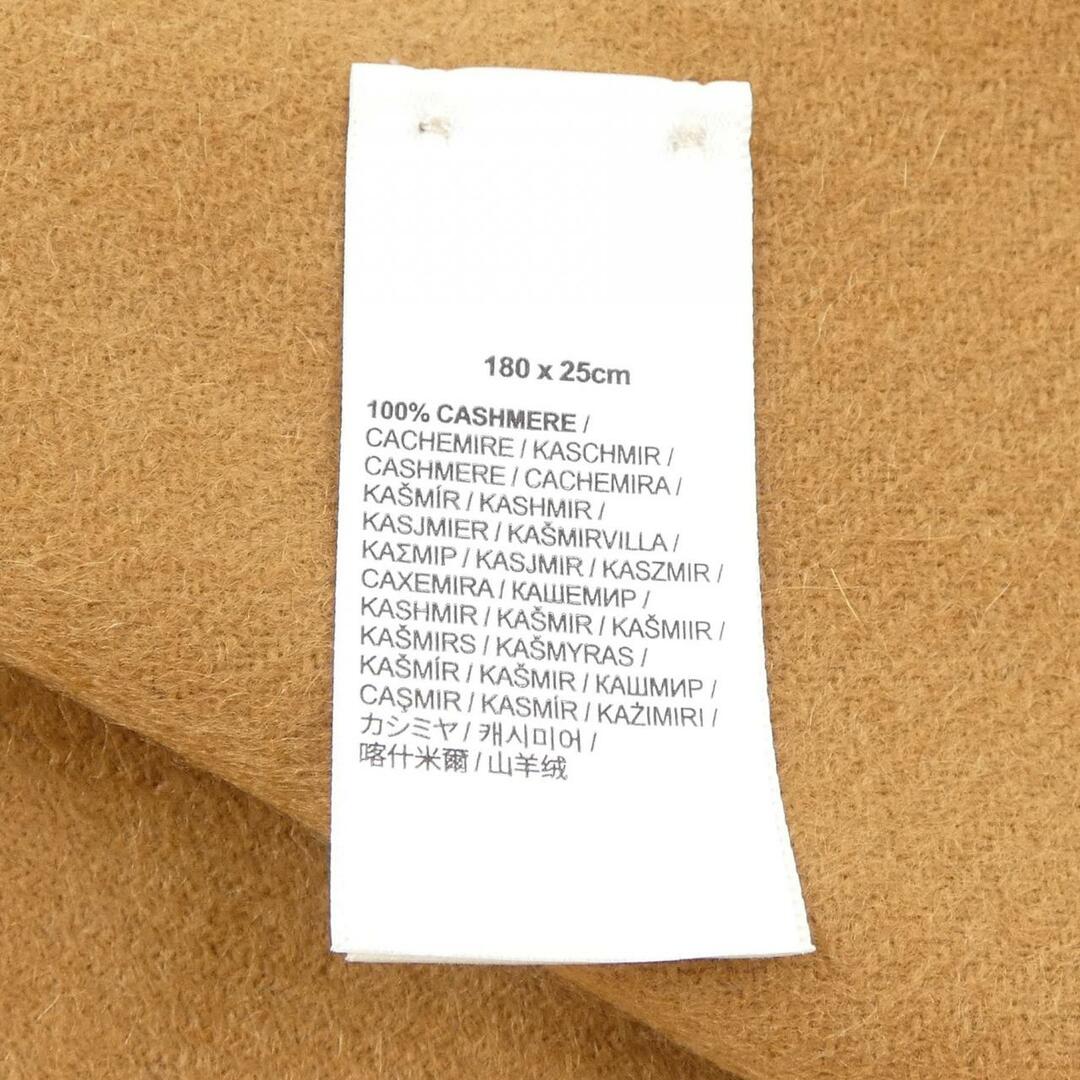 180 x 25cm
100% CASHMERE /
CACHEMIRE / KASCHMIR /
CASHMERE / CACHEMIRA /
KAŠMÍR / KASHMIR /
KASJMIER / KAŠMIRVILLA /
ΚΑΣΜΙΡ / KASJMIR / KASZMIR /
CAXEMIRA / КАШЕМИР /
KASHMIR / KAŠMIR / KAŠMIIR /
KAŠMIRS / KAŠMYRAS /
KAŠMÍR / KAŠMIR / КАШМИР /
CAŞMIR / KASMÍR / KAŻIMIRI /
カシミヤ / 캐시미어 /
喀什米爾 / 山羊绒